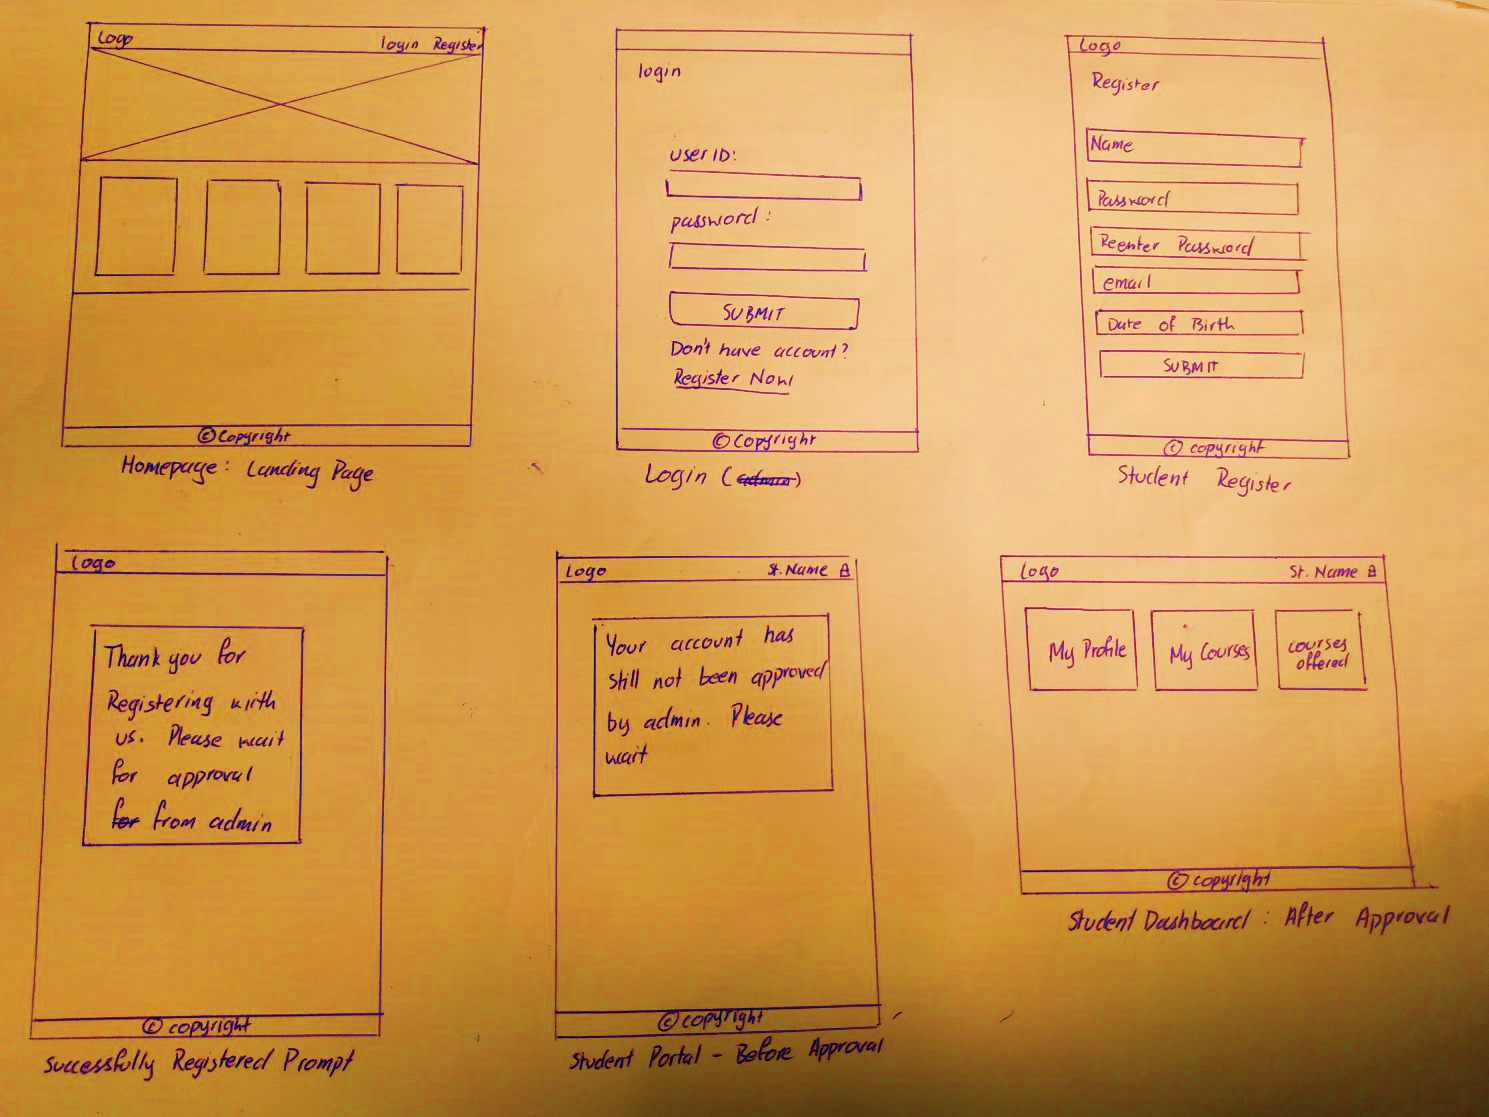 Logo
login Register
© Copyright
Homepage: Landing Page
login
user ID:
password :
SUBMIT
Don't have account?
Register Now
© Copyright
Login (admin)
Logo
Register
Name
Password
Reenter Password
email
Date of Birth
SUBMIT
© copyright
Student Register
Logo
Thank you for
Registering with
us. Please wait
for approval
for from admin
© copyright
Successfully Registered Prompt
Logo
St. Name
Your account has
still not been approved
by admin. Please
wait
© copyright
Student Portal - Before Approval
Logo
St. Name
My Profile
My Courses
courses
offered
© copyright
Student Dashboard : After Approval